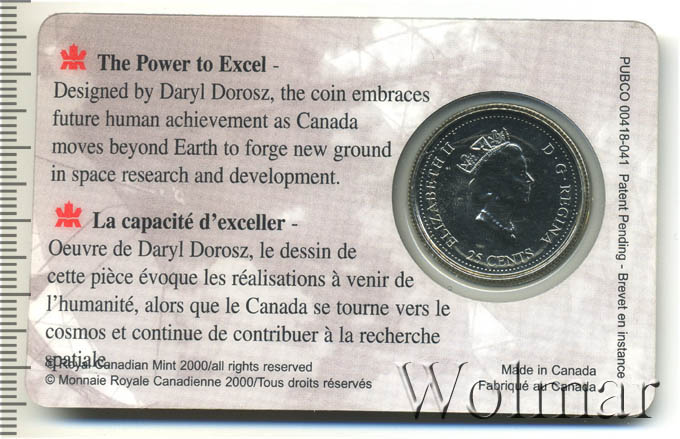 The Power to Excel -
Designed by Daryl Dorosz, the coin embraces
future human achievement as Canada
moves beyond Earth to forge new ground
in space research and development.
La capacité d'exceller -
Oeuvre de Daryl Dorosz, le dessin de
cette pièce évoque les réalisations à venir de
l'humanité, alors que le Canada se tourne vers le
cosmos et continue de contribuer à la recherche
spatiale
© Royal Canadian Mint 2000/all rights reserved
© Monnaie Royale Canadienne 2000/Tous droits réservés
Made in Canada
Fabriqué au Canada
ELIZABETH II D·G·REGINA
25 CENTS
PUBCO 00418-041 Patent Pending - Brevet en instance
Wolmar